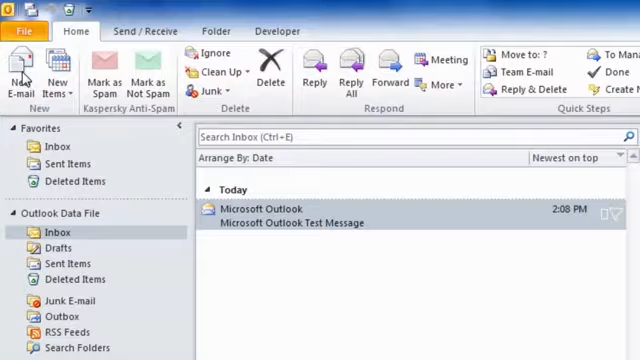 File Home Send / Receive Folder Developer
New E-mail
New Items
New
Mark as Spam
Mark as Not Spam
Kaspersky Anti-Spam
Ignore
Clean Up
Junk
Delete
Delete
Reply
Reply All
Forward
Meeting
More
Respond
Move to: ?
Team E-mail
Reply & Delete
To Mana
Done
Create N
Quick Steps
Favorites
Inbox
Sent Items
Deleted Items
Outlook Data File
Inbox
Drafts
Sent Items
Deleted Items
Junk E-mail
Outbox
RSS Feeds
Search Folders
Search Inbox (Ctrl+E)
Arrange By: Date Newest on top
Today
Microsoft Outlook 2:08 PM
Microsoft Outlook Test Message